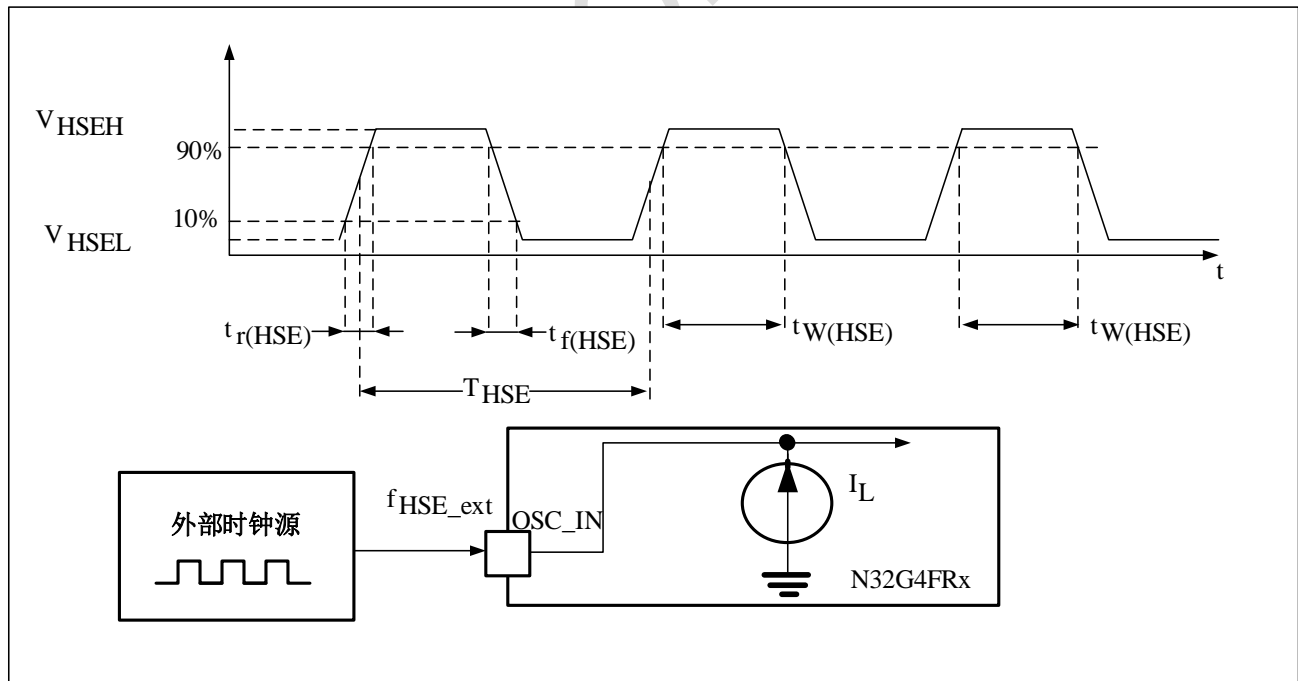 V HSEH
90%
10%
V HSEL
t
t r(HSE)
t f(HSE)
t W(HSE)
t W(HSE)
T HSE
外部时钟源
f HSE_ext
OSC_IN
I L
N32G4FRx